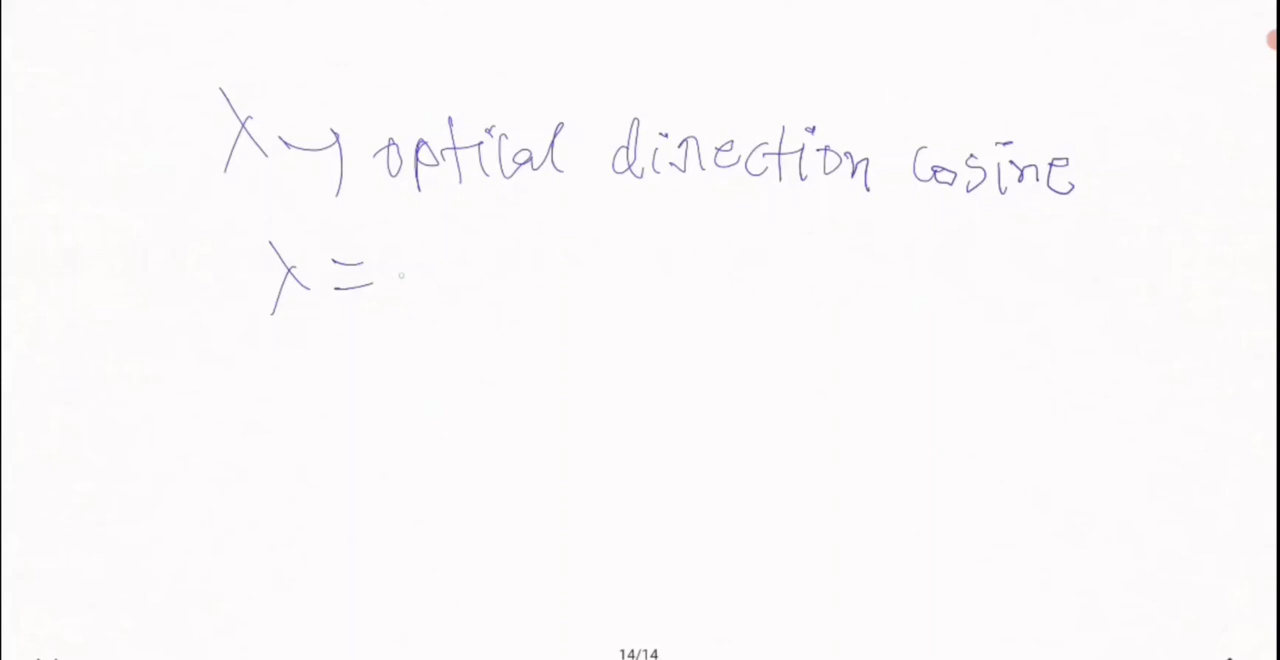 λ → optical direction cosine
λ =
14/14